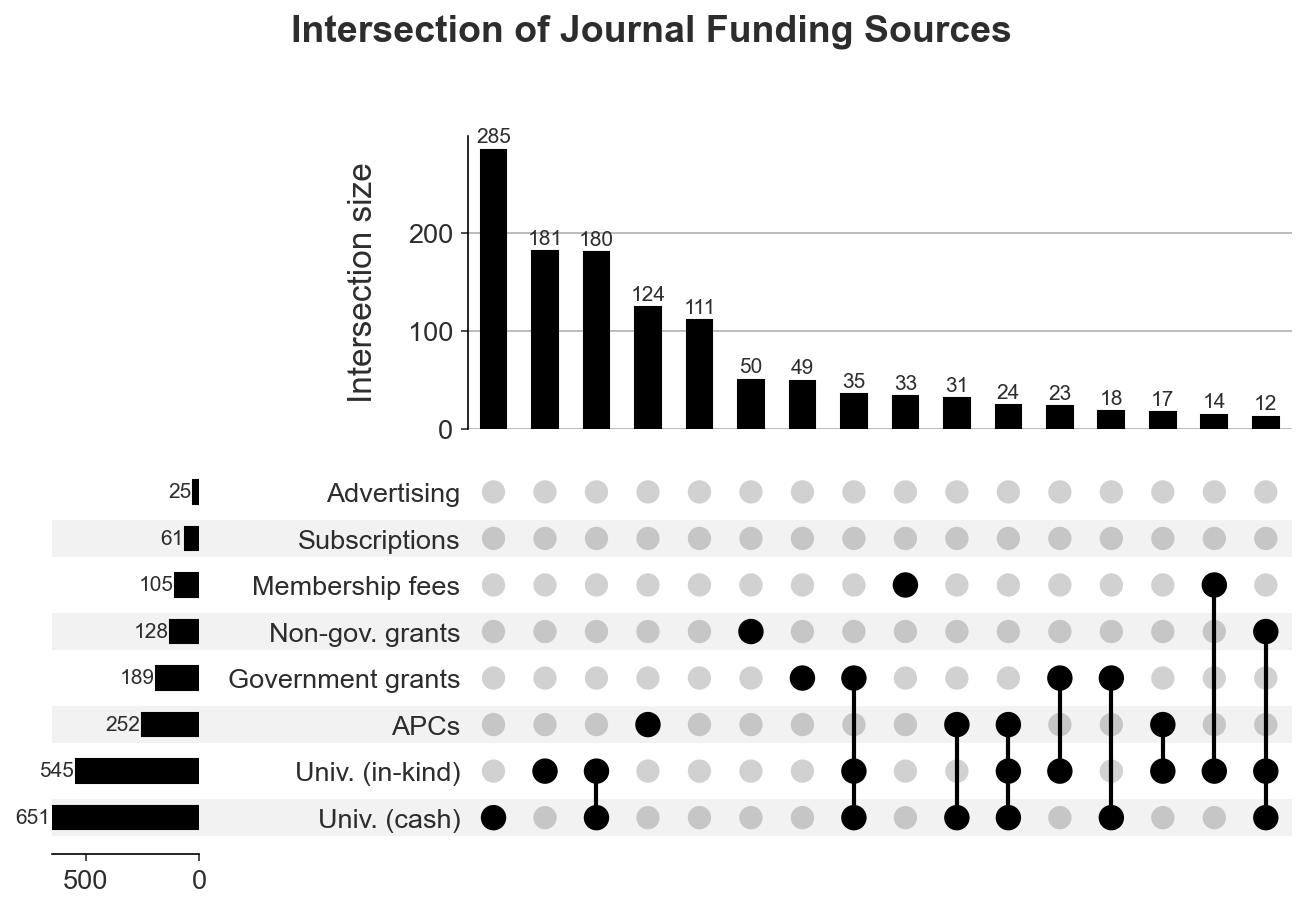 Intersection of Journal Funding Sources
Intersection size
285
181
180
124
111
50
49
35
33
31
24
23
18
17
14
12
200
100
0
25
Advertising
61
Subscriptions
105
Membership fees
128
Non-gov. grants
189
Government grants
252
APCs
545
Univ. (in-kind)
651
Univ. (cash)
500
0